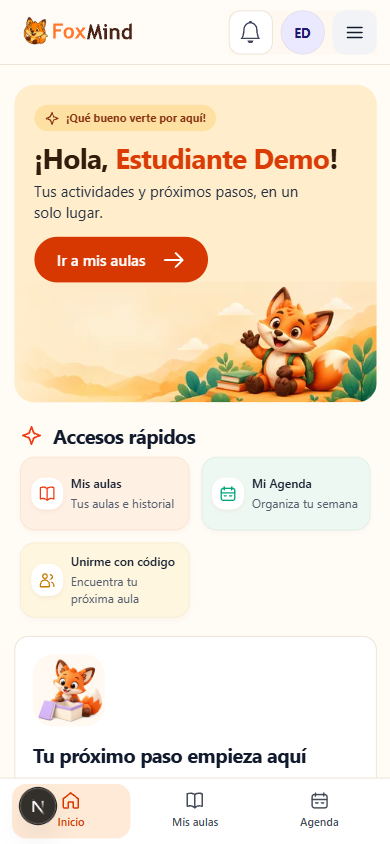 FoxMind
ED
¡Qué bueno verte por aquí!
¡Hola, Estudiante Demo!
Tus actividades y próximos pasos, en un
solo lugar.
Ir a mis aulas
Accesos rápidos
Mis aulas
Tus aulas e historial
Mi Agenda
Organiza tu semana
Unirme con código
Encuentra tu
próxima aula
Tu próximo paso empieza aquí
N
Inicio
Mis aulas
Agenda